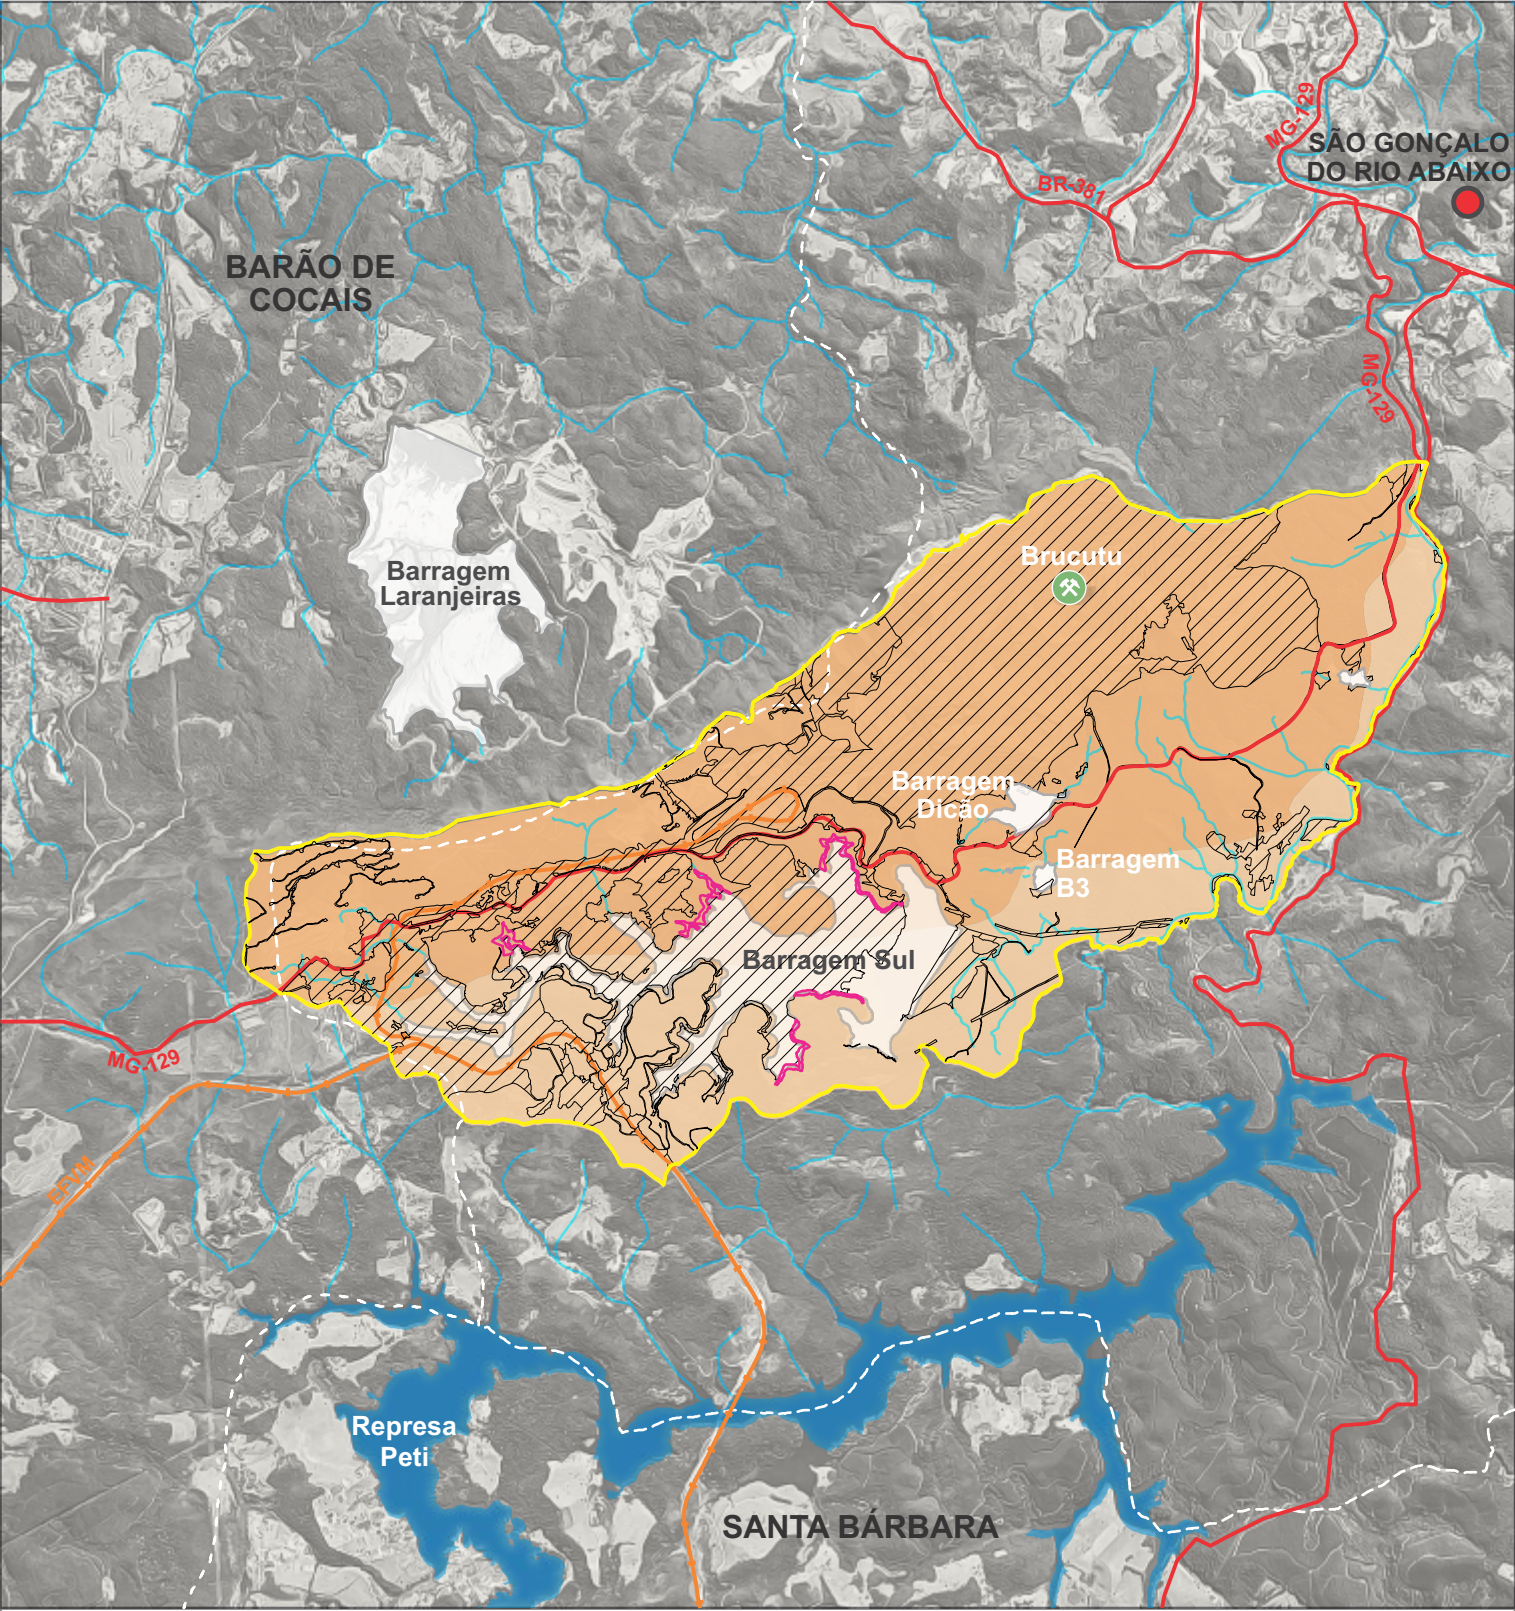 MG-129
SÃO GONÇALO
DO RIO ABAIXO
BR-381
BARÃO DE
COCAIS
MG-129
Brucutu
Barragem
Laranjeiras
Barragem
Dicão
Barragem
B3
Barragem Sul
MG-129
EFVM
Represa
Peti
SANTA BÁRBARA